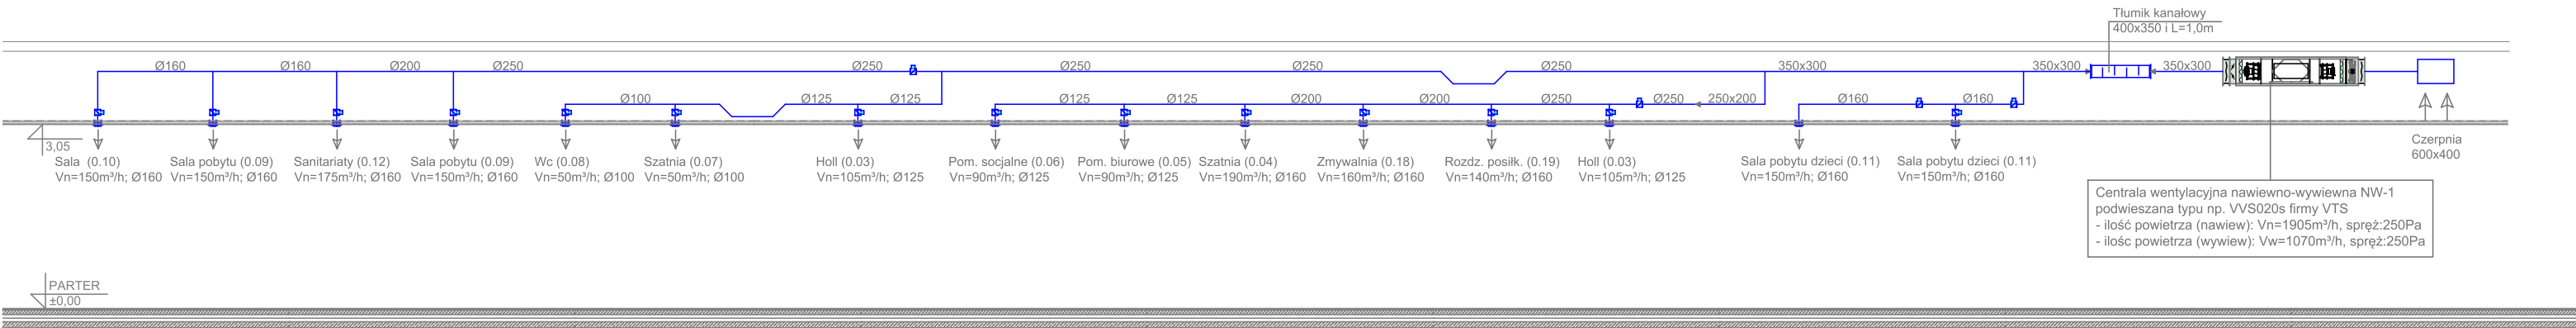 Tłumik kanałowy
400x350 i L=1,0m
Ø160
Ø160
Ø200
Ø250
Ø250
Ø250
Ø250
Ø250
350x300
350x300
350x300
Ø100
Ø125
Ø125
Ø125
Ø125
Ø200
Ø200
Ø250
Ø250
250x200
Ø160
Ø160
3,05
Sala (0.10)
Vn=150m³/h; Ø160
Sala pobytu (0.09)
Vn=150m³/h; Ø160
Sanitariaty (0.12)
Vn=175m³/h; Ø160
Sala pobytu (0.09)
Vn=150m³/h; Ø160
Wc (0.08)
Vn=50m³/h; Ø100
Szatnia (0.07)
Vn=50m³/h; Ø100
Holl (0.03)
Vn=105m³/h; Ø125
Pom. socjalne (0.06)
Vn=90m³/h; Ø125
Pom. biurowe (0.05)
Vn=90m³/h; Ø125
Szatnia (0.04)
Vn=190m³/h; Ø160
Zmywalnia (0.18)
Vn=160m³/h; Ø160
Rozdz. posiłk. (0.19)
Vn=140m³/h; Ø160
Holl (0.03)
Vn=105m³/h; Ø125
Sala pobytu dzieci (0.11)
Vn=150m³/h; Ø160
Sala pobytu dzieci (0.11)
Vn=150m³/h; Ø160
Czerpnia
600x400
Centrala wentylacyjna nawiewno-wywiewna NW-1
podwieszana typu np. VVS020s firmy VTS
- ilość powietrza (nawiew): Vn=1905m³/h, spręż:250Pa
- ilość powietrza (wywiew): Vw=1070m³/h, spręż:250Pa
PARTER
±0,00